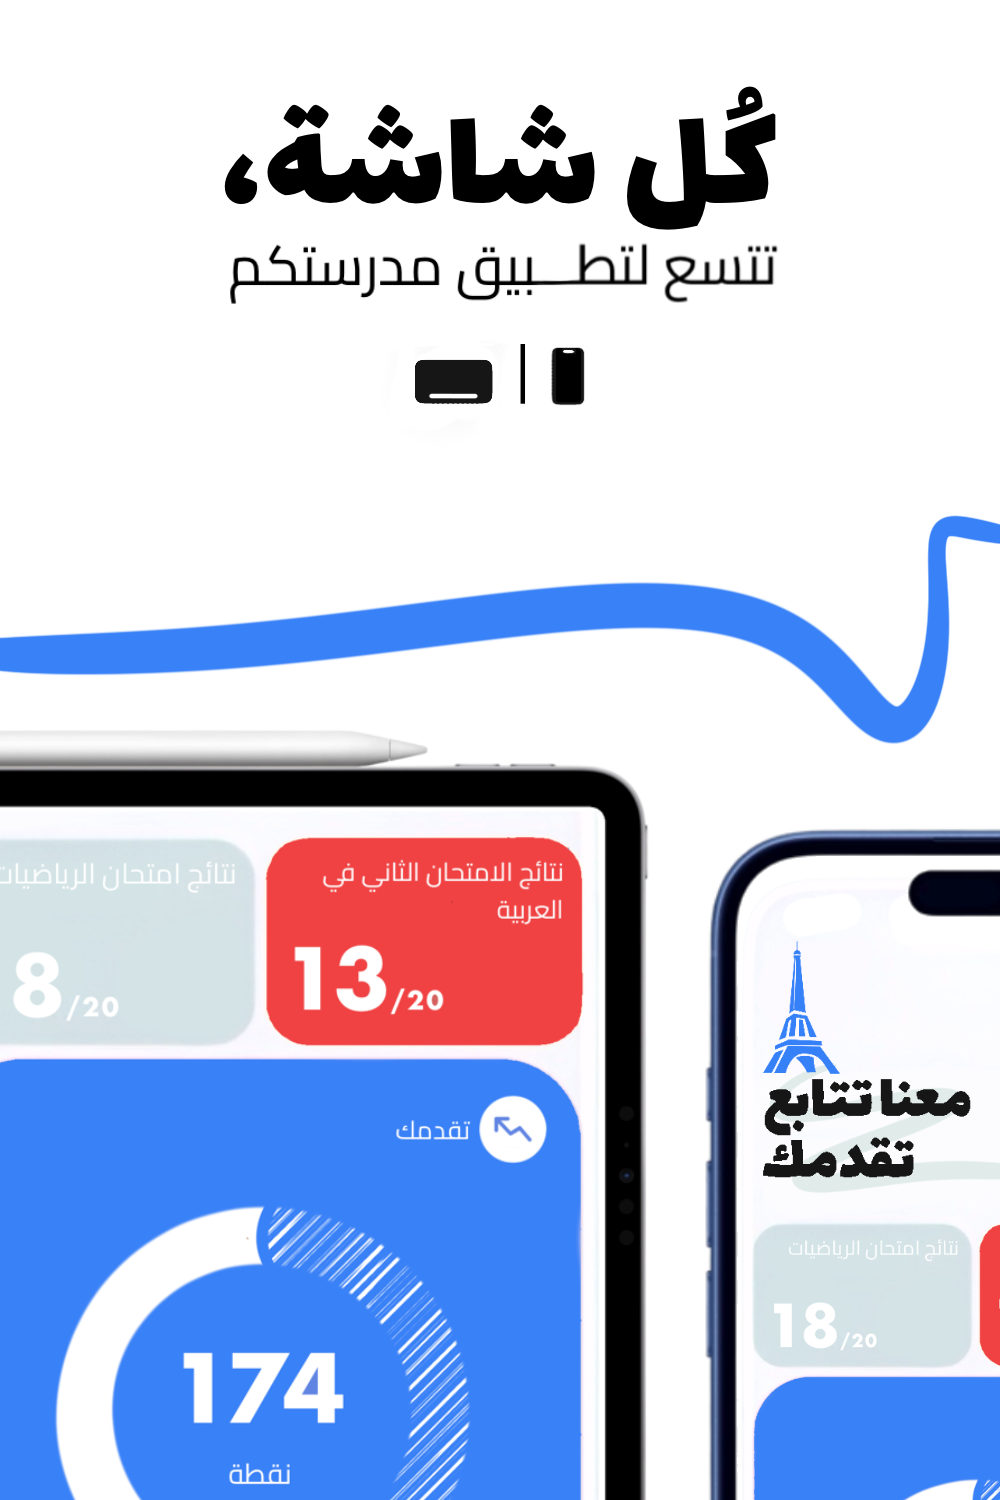 كُل شاشة،
تتسع لتطـــبيق مدرستكم
نتائج الامتحان الثاني في
العربية
13/20
نتائج امتحان الرياضيات
8/20
تقدمك
174
نقطة
معنا تتابع
تقدمك
نتائج امتحان الرياضيات
18/20